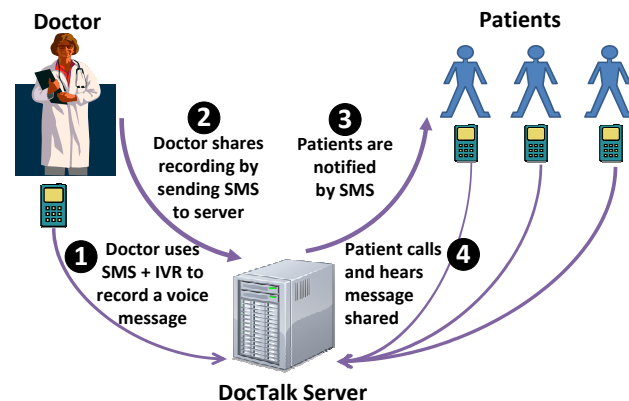 Doctor
Patients
2
Doctor shares
recording by
sending SMS
to server
3
Patients are
notified
by SMS
1
Doctor uses
SMS + IVR to
record a voice
message
Patient calls
and hears
message
shared
4
DocTalk Server